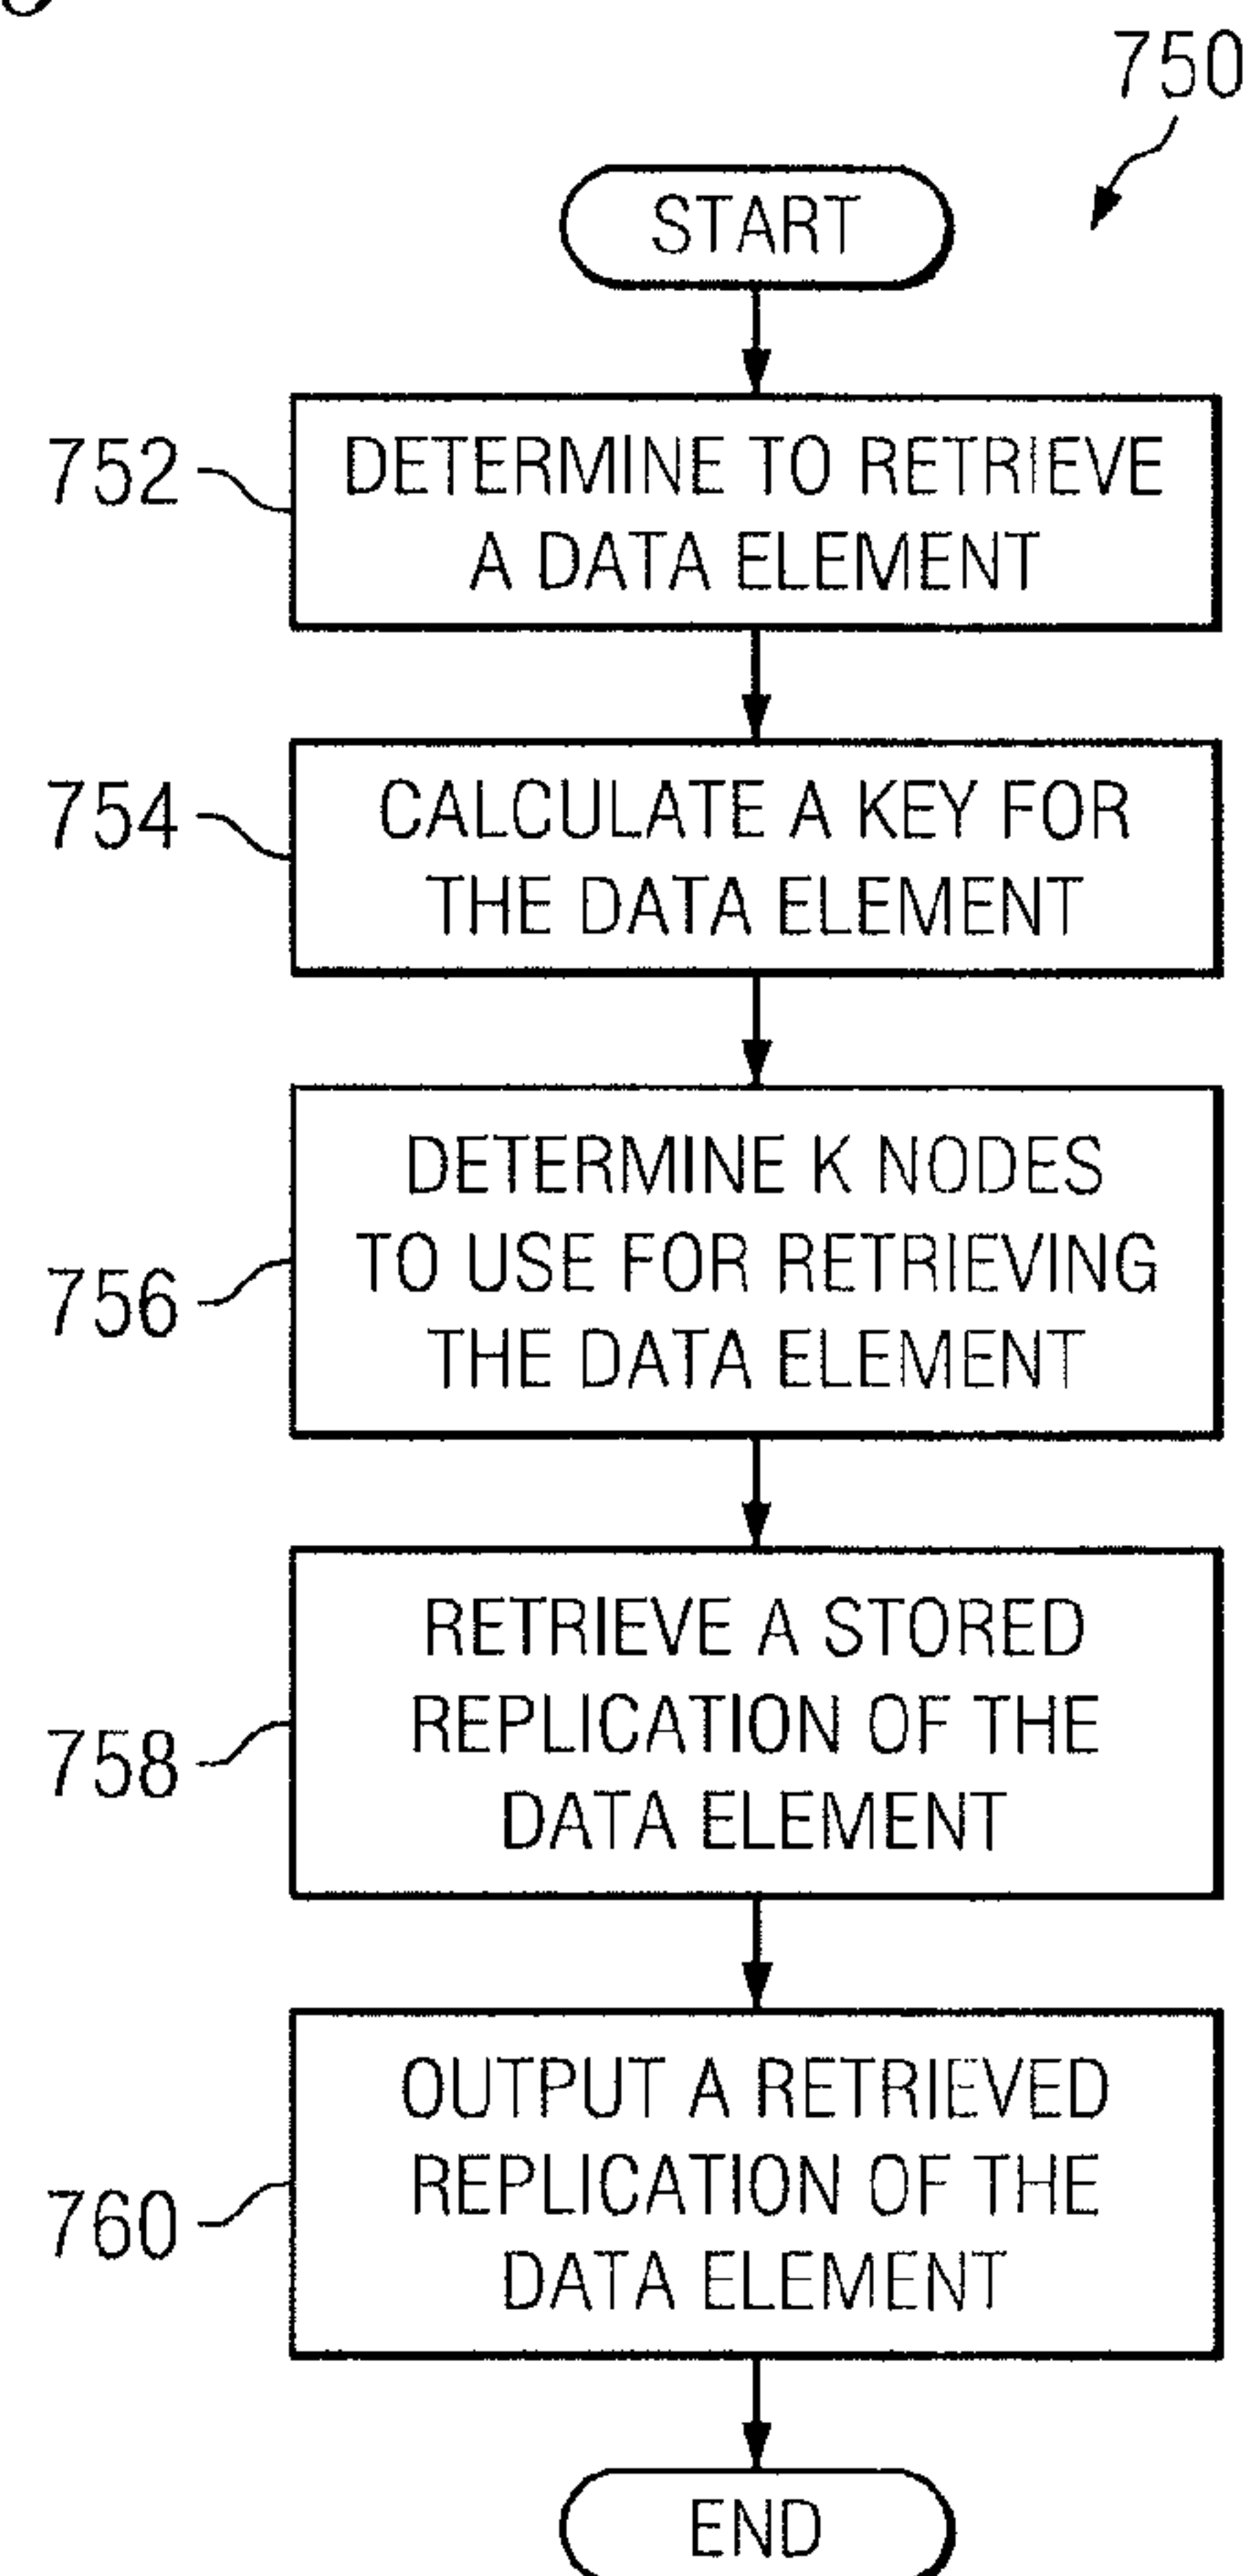 750
START
752
DETERMINE TO RETRIEVE
A DATA ELEMENT
754
CALCULATE A KEY FOR
THE DATA ELEMENT
756
DETERMINE K NODES
TO USE FOR RETRIEVING
THE DATA ELEMENT
758
RETRIEVE A STORED
REPLICATION OF THE
DATA ELEMENT
760
OUTPUT A RETRIEVED
REPLICATION OF THE
DATA ELEMENT
END